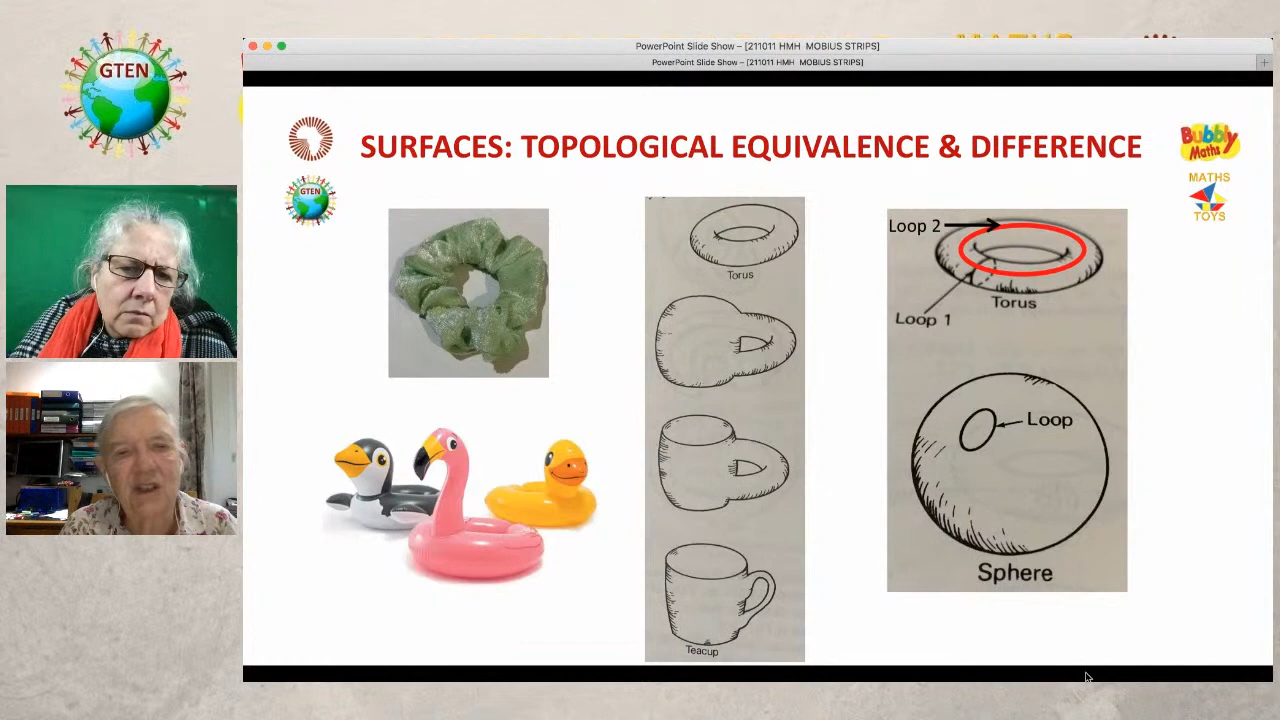 GTEN
PowerPoint Slide Show – [211011 HMH MOBIUS STRIPS]
PowerPoint Slide Show – [211011 HMH MOBIUS STRIPS]
SURFACES: TOPOLOGICAL EQUIVALENCE & DIFFERENCE
GTEN
Bubbly
Maths
MATHS
TOYS
Torus
Teacup
Loop 2
Torus
Loop 1
Loop
Sphere